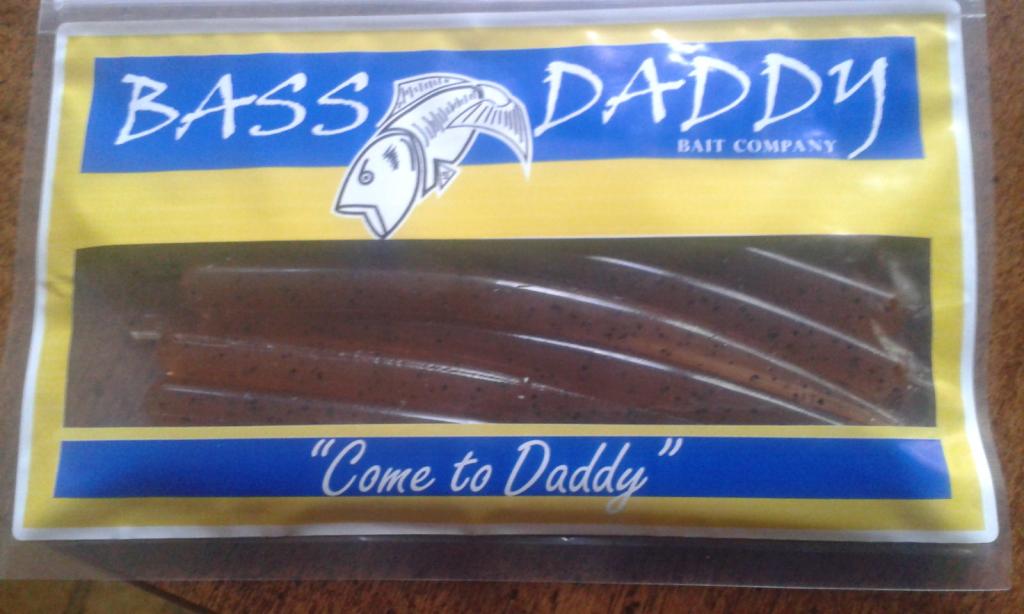 BASS DADDY
BAIT COMPANY
“Come to Daddy”